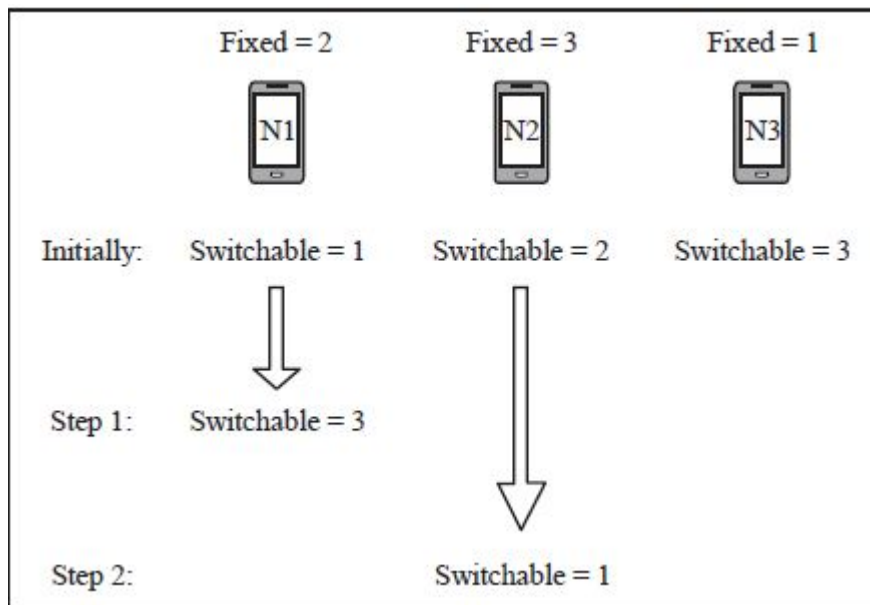 Fixed = 2 Fixed = 3 Fixed = 1
N1 N2 N3
Initially: Switchable = 1 Switchable = 2 Switchable = 3
Step 1: Switchable = 3
Step 2: Switchable = 1